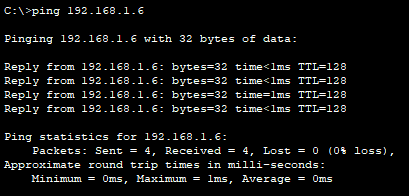 C:\>ping 192.168.1.6
Pinging 192.168.1.6 with 32 bytes of data:
Reply from 192.168.1.6: bytes=32 time<1ms TTL=128
Reply from 192.168.1.6: bytes=32 time<1ms TTL=128
Reply from 192.168.1.6: bytes=32 time=1ms TTL=128
Reply from 192.168.1.6: bytes=32 time<1ms TTL=128
Ping statistics for 192.168.1.6:
Packets: Sent = 4, Received = 4, Lost = 0 (0% loss),
Approximate round trip times in milli-seconds:
Minimum = 0ms, Maximum = 1ms, Average = 0ms